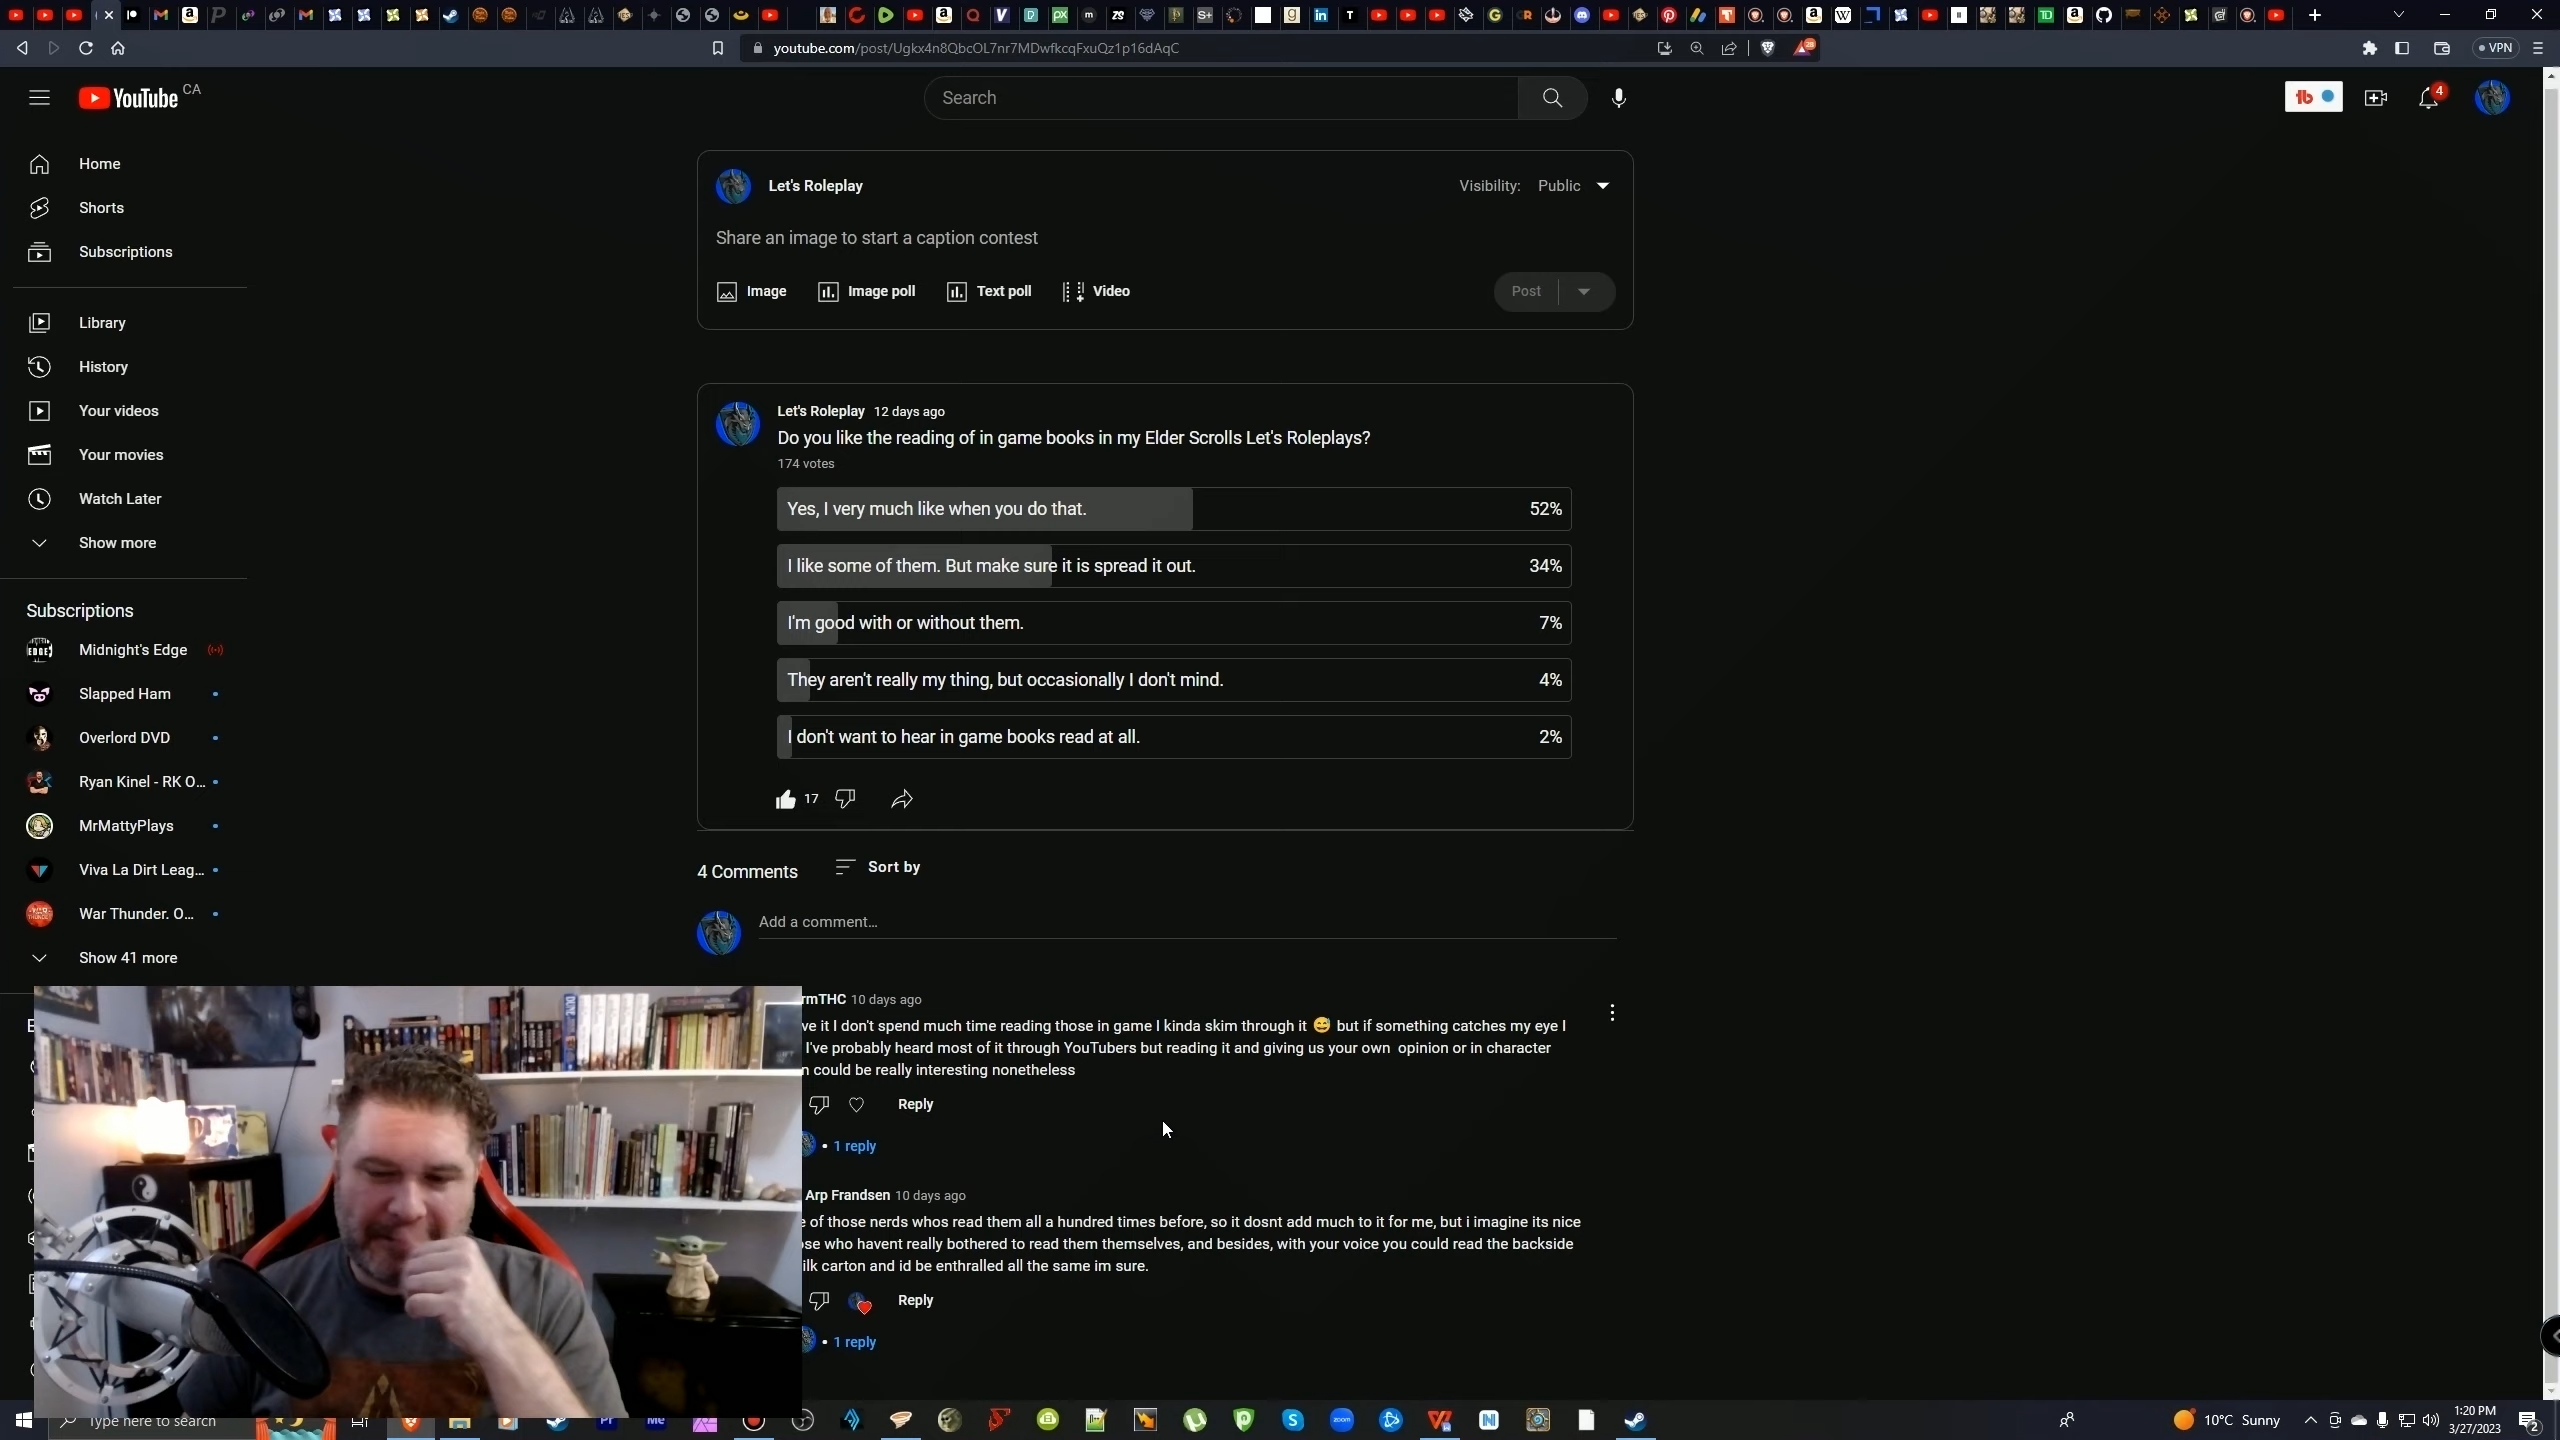 youtube.com/post/Ugkx4n8QbcOL7nr7MDwfkcqFxuQz1p16dAqC
VPN
YouTube CA
Search
4
Home
Shorts
Subscriptions
Library
History
Your videos
Your movies
Watch Later
Show more
Subscriptions
Midnight's Edge
Slapped Ham
Overlord DVD
Ryan Kinel - RK O...
MrMattyPlays
Viva La Dirt Leag...
War Thunder. O...
Show 41 more
Let's Roleplay
Visibility: Public
Share an image to start a caption contest
Image
Image poll
Text poll
Video
Post
Let's Roleplay 12 days ago
Do you like the reading of in game books in my Elder Scrolls Let's Roleplays?
174 votes
Yes, I very much like when you do that. 52%
I like some of them. But make sure it is spread it out. 34%
I'm good with or without them. 7%
They aren't really my thing, but occasionally I don't mind. 4%
I don't want to hear in game books read at all. 2%
17
4 Comments
Sort by
Add a comment...
rmTHC 10 days ago
ve it I don't spend much time reading those in game I kinda skim through it 😅 but if something catches my eye I
I've probably heard most of it through YouTubers but reading it and giving us your own opinion or in character
n could be really interesting nonetheless
Reply
• 1 reply
Arp Frandsen 10 days ago
e of those nerds whos read them all a hundred times before, so it dosnt add much to it for me, but i imagine its nice
ose who havent really bothered to read them themselves, and besides, with your voice you could read the backside
ilk carton and id be enthralled all the same im sure.
Reply
• 1 reply
DUNE
Type here to search
Pr
Me
zoom
10°C Sunny
1:20 PM
3/27/2023
2